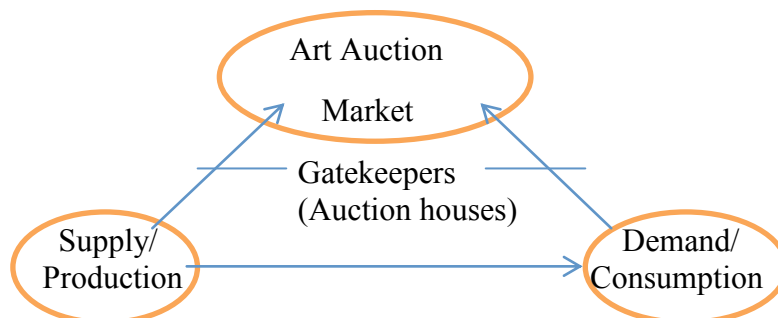 Art Auction
Market
Gatekeepers
(Auction houses)
Supply/
Production
Demand/
Consumption